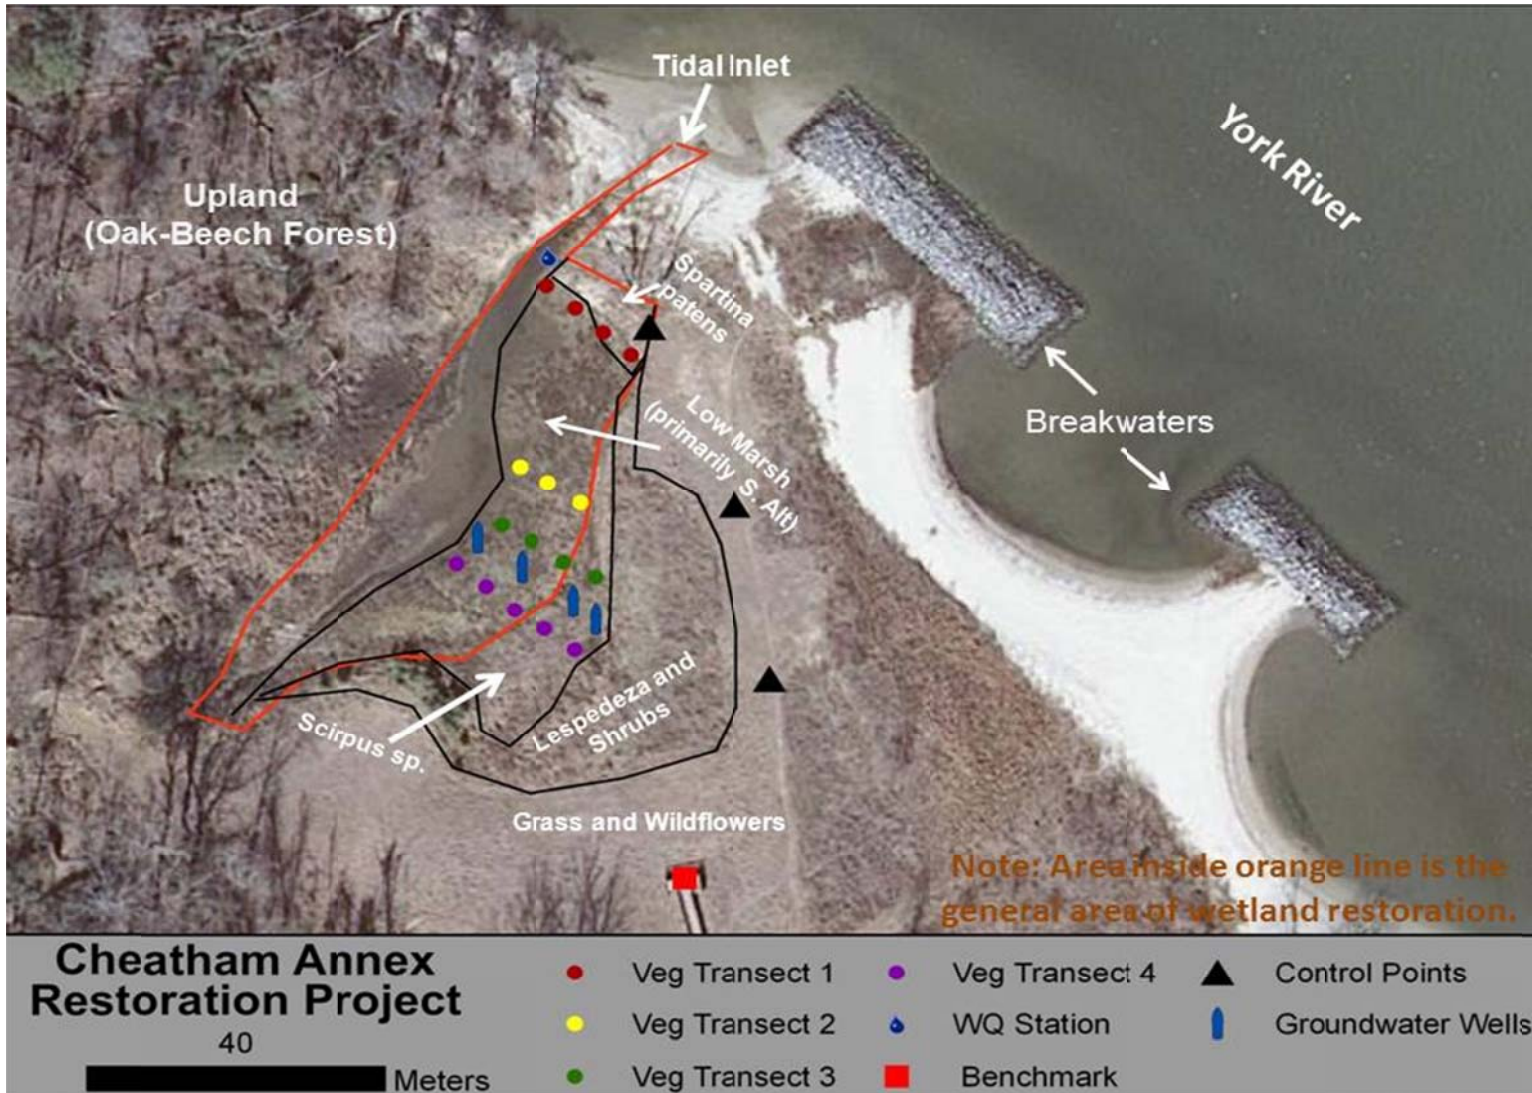 Tidal Inlet
York River
Upland
(Oak-Beech Forest)
Spartina
patens
Breakwaters
Low Marsh
(primarily S. Alt)
Scirpus sp.
Lespedeza and
Shrubs
Grass and Wildflowers
Note: Area inside orange line is the
general area of wetland restoration.
Cheatham Annex
Restoration Project
40
Meters
Veg Transect 1
Veg Transect 2
Veg Transect 3
Veg Transect 4
WQ Station
Benchmark
Control Points
Groundwater Wells